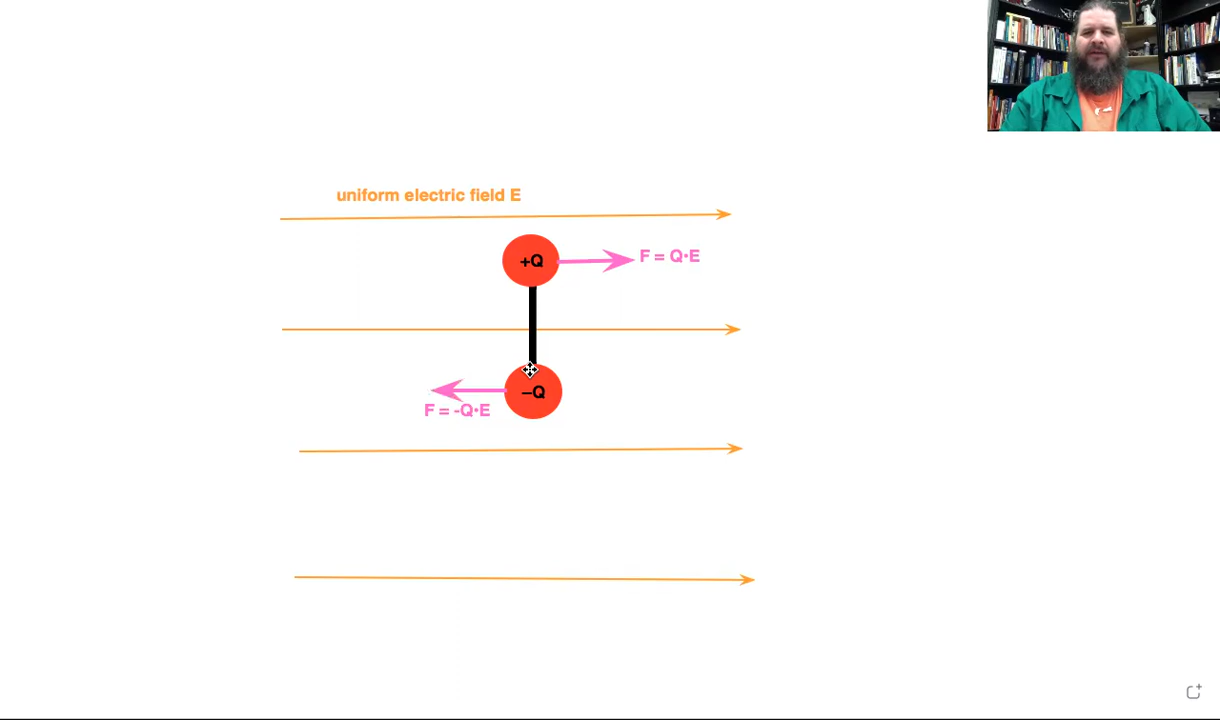 uniform electric field E
+Q
F = Q·E
–Q
F = -Q·E